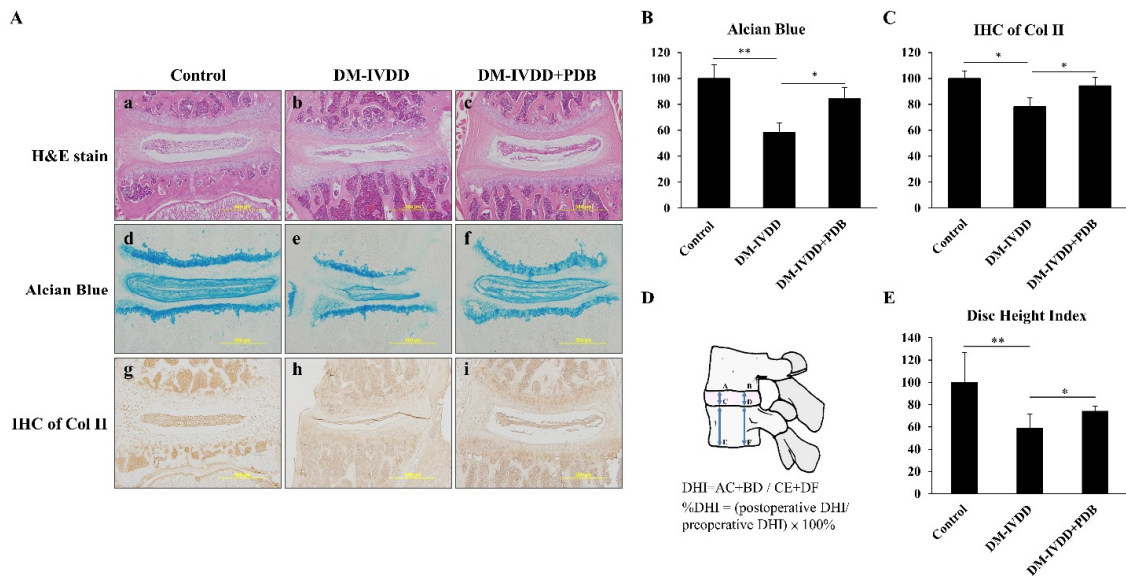 A
Control
DM-IVDD
DM-IVDD+PDB
H&E stain
a
b
c
Alcian Blue
d
e
f
IHC of Col II
g
h
i
B
Alcian Blue
120
100
80
60
40
20
0
**
*
Control
DM-IVDD
DM-IVDD+PDB
C
IHC of Col II
120
100
80
60
40
20
0
*
*
Control
DM-IVDD
DM-IVDD+PDB
D
A B
C D
E F
DHI=AC+BD / CE+DF
%DHI = (postoperative DHI/
preoperative DHI) x 100%
E
Disc Height Index
140
120
100
80
60
40
20
0
**
*
Control
DM-IVDD
DM-IVDD+PDB